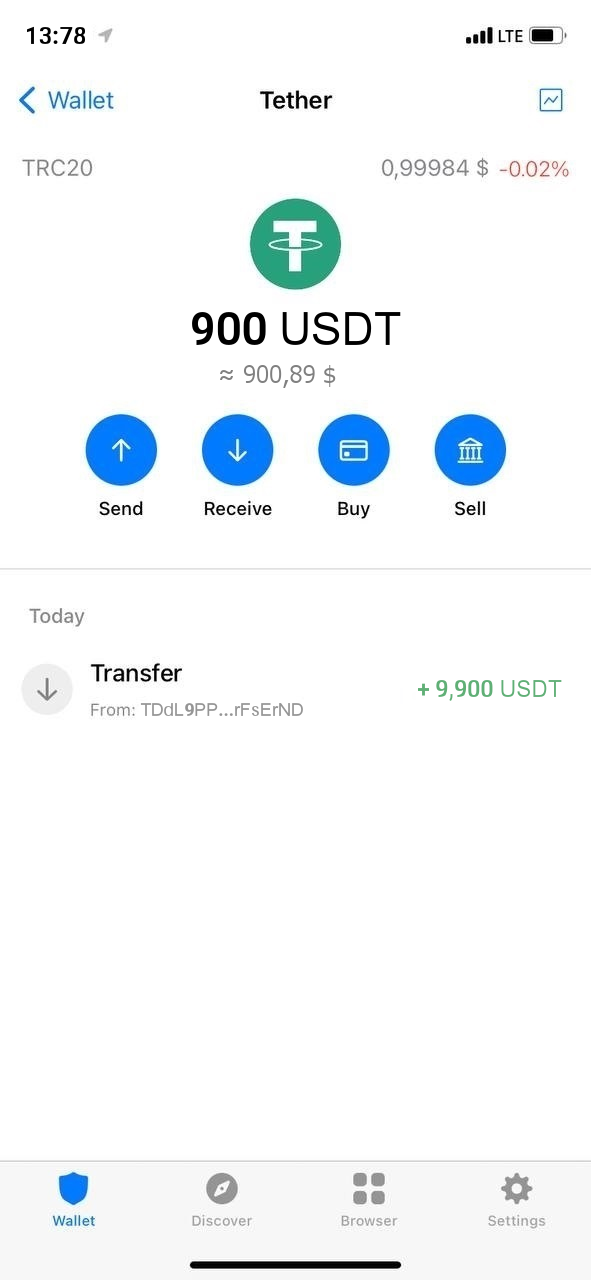 13:78 LTE
Wallet Tether
TRC20 0,99984 $ -0.02%
900 USDT
≈ 900,89 $
Send Receive Buy Sell
Today
Transfer
+ 9,900 USDT
From: TDdL9PP...rFsErND
Wallet Discover Browser Settings